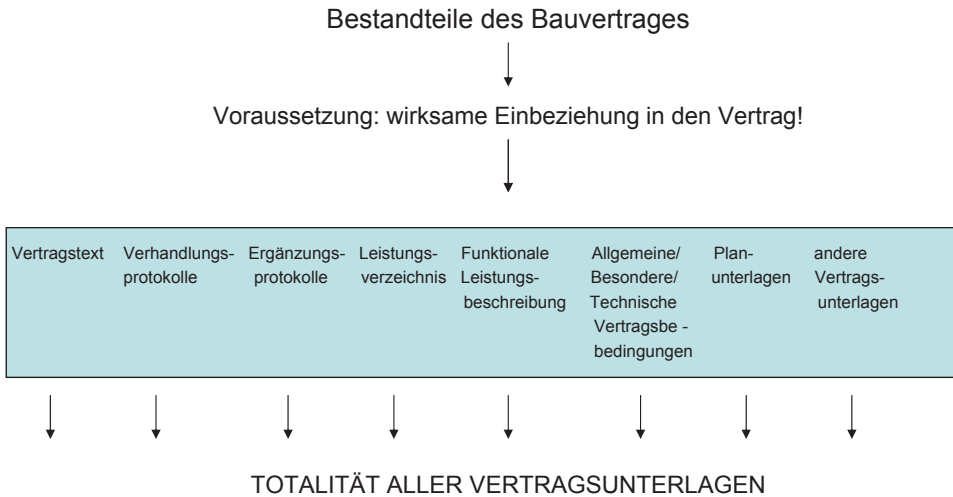 Bestandteile des Bauvertrages
Voraussetzung: wirksame Einbeziehung in den Vertrag!
Vertragstext
Verhandlungs-
protokolle
Ergänzungs-
protokolle
Leistungs-
verzeichnis
Funktionale
Leistungs-
beschreibung
Allgemeine/
Besondere/
Technische
Vertragsbe -
bedingungen
Plan-
unterlagen
andere
Vertrags-
unterlagen
TOTALITÄT ALLER VERTRAGSUNTERLAGEN